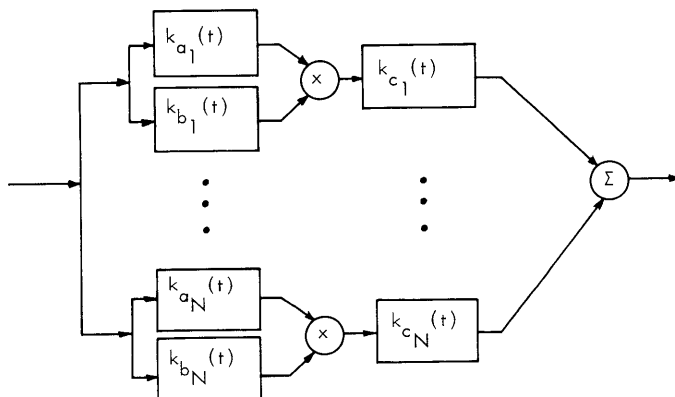 k_{a_1}(t)
k_{b_1}(t)
×
k_{c_1}(t)
Σ
k_{a_N}(t)
k_{b_N}(t)
×
k_{c_N}(t)